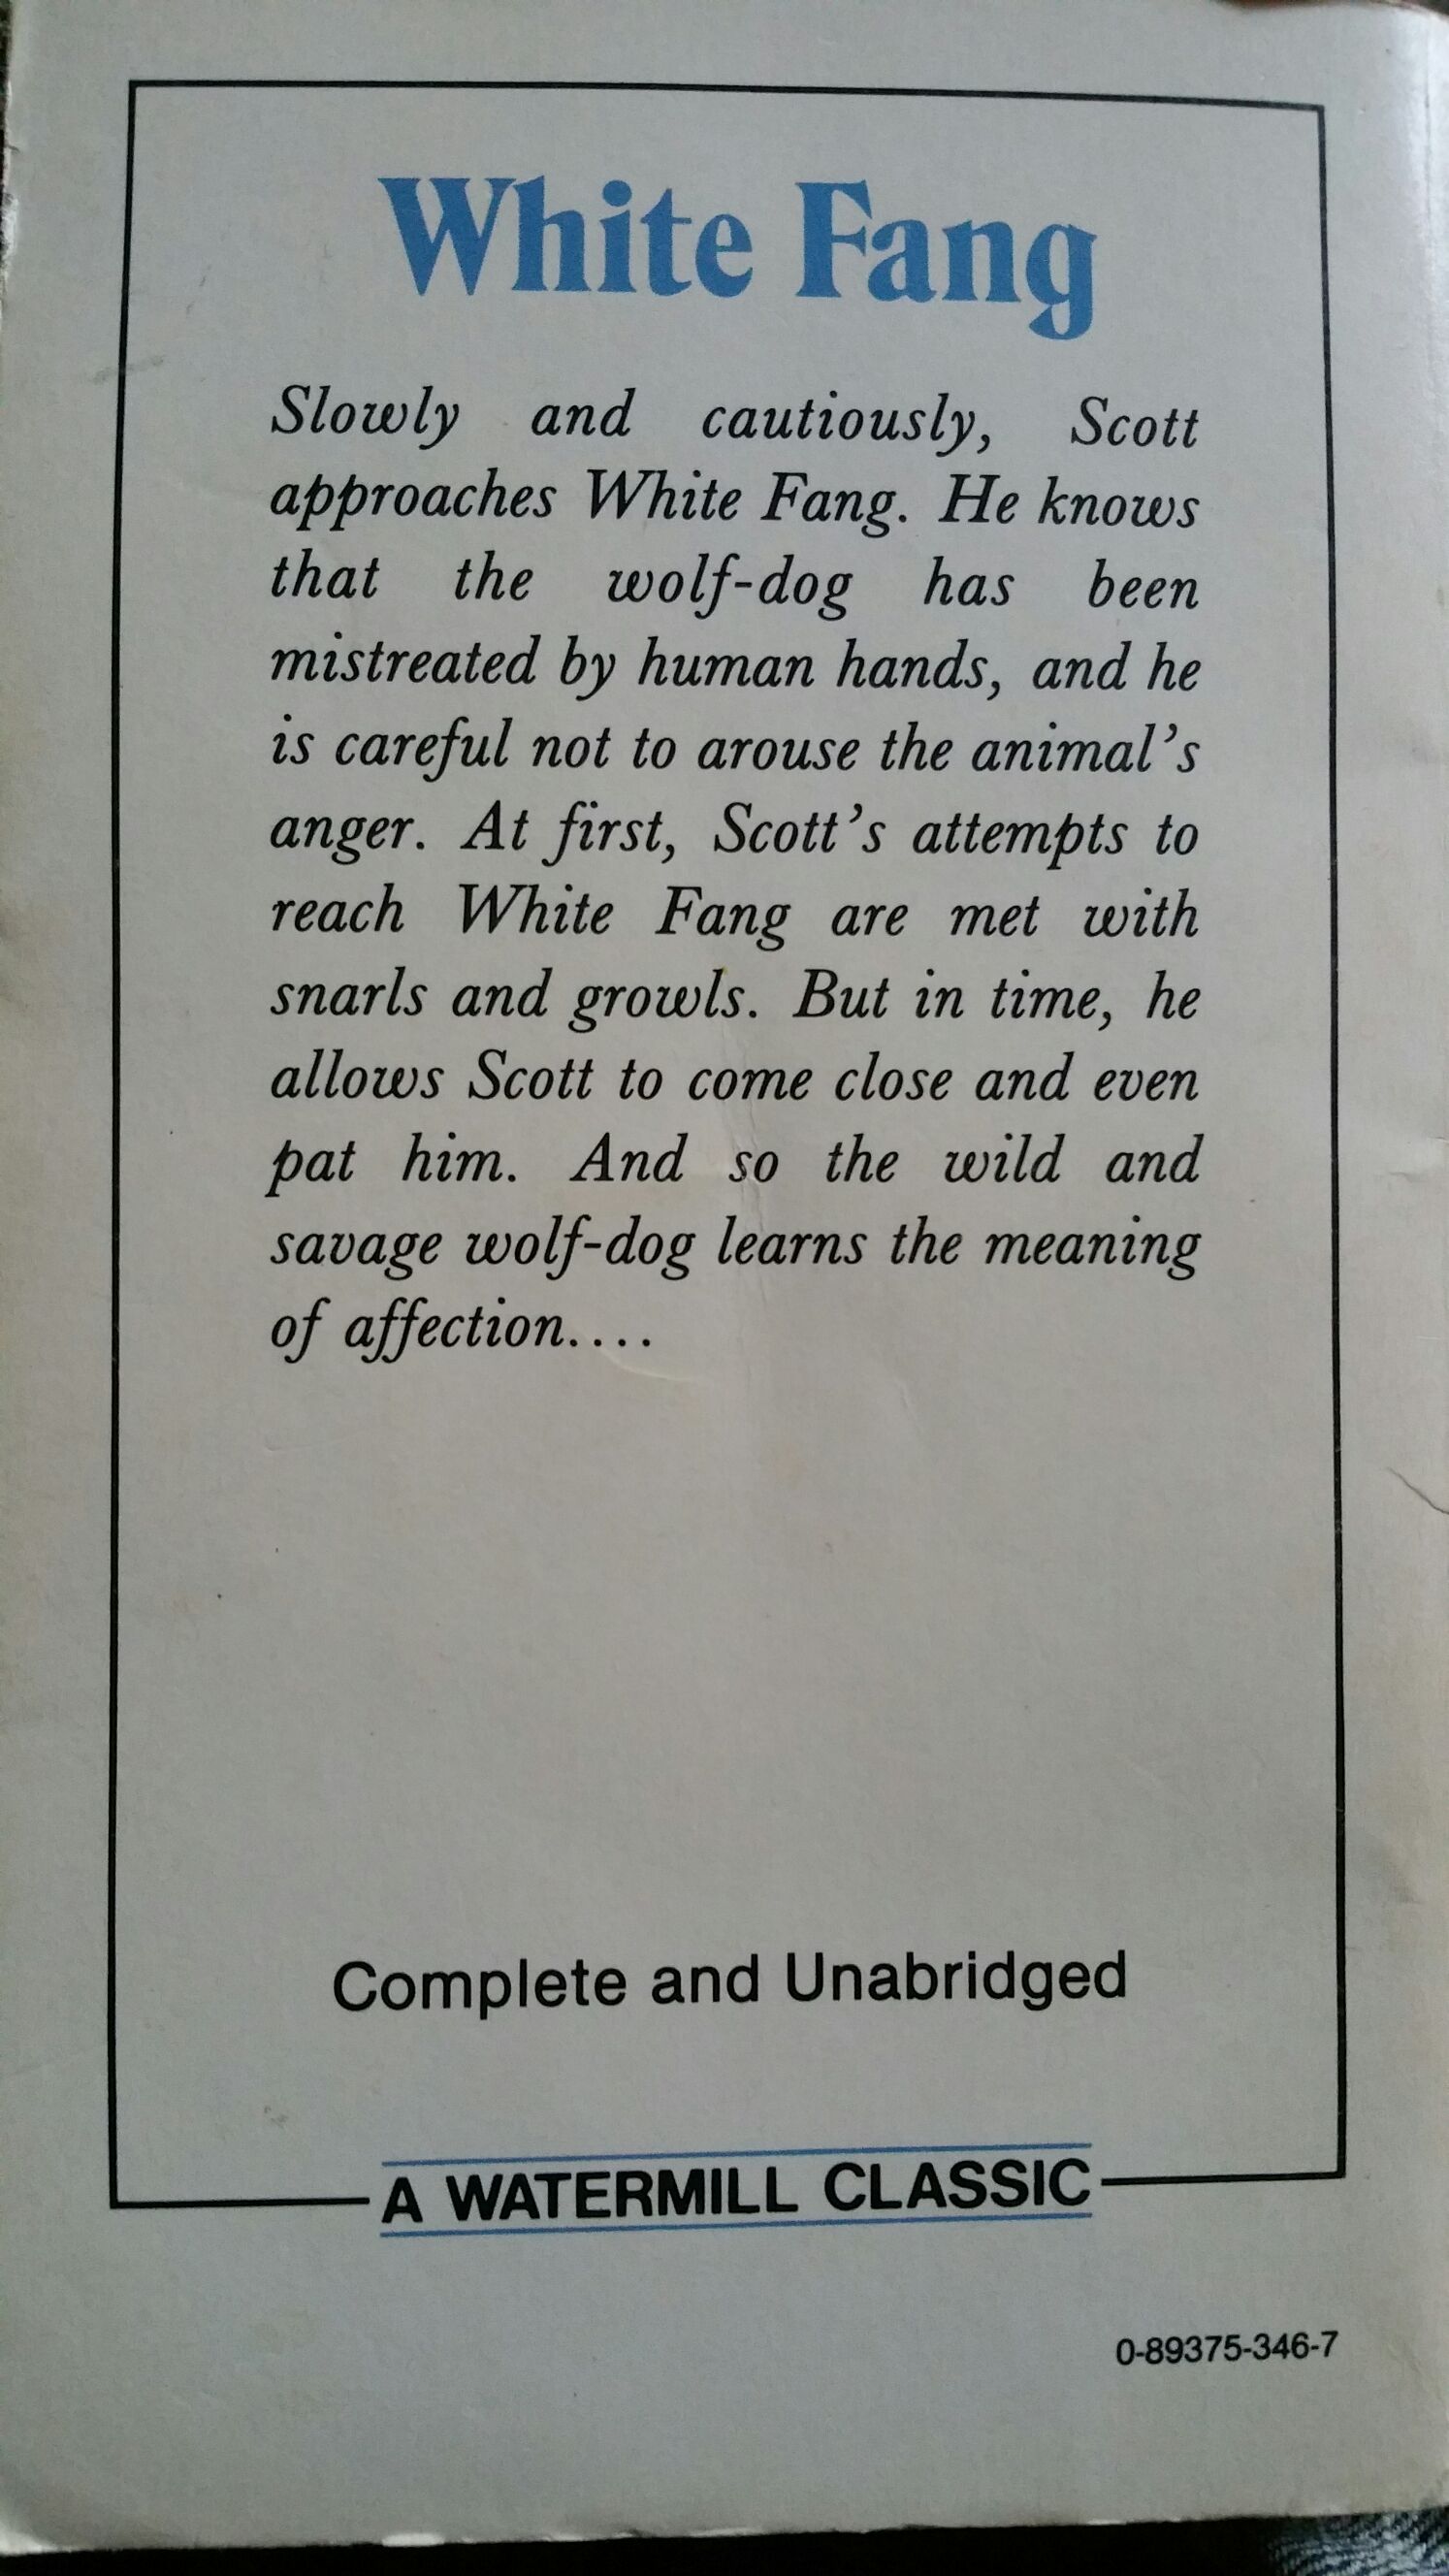 White Fang
Slowly and cautiously, Scott
approaches White Fang. He knows
that the wolf-dog has been
mistreated by human hands, and he
is careful not to arouse the animal's
anger. At first, Scott's attempts to
reach White Fang are met with
snarls and growls. But in time, he
allows Scott to come close and even
pat him. And so the wild and
savage wolf-dog learns the meaning
of affection....
Complete and Unabridged
A WATERMILL CLASSIC
0-89375-346-7